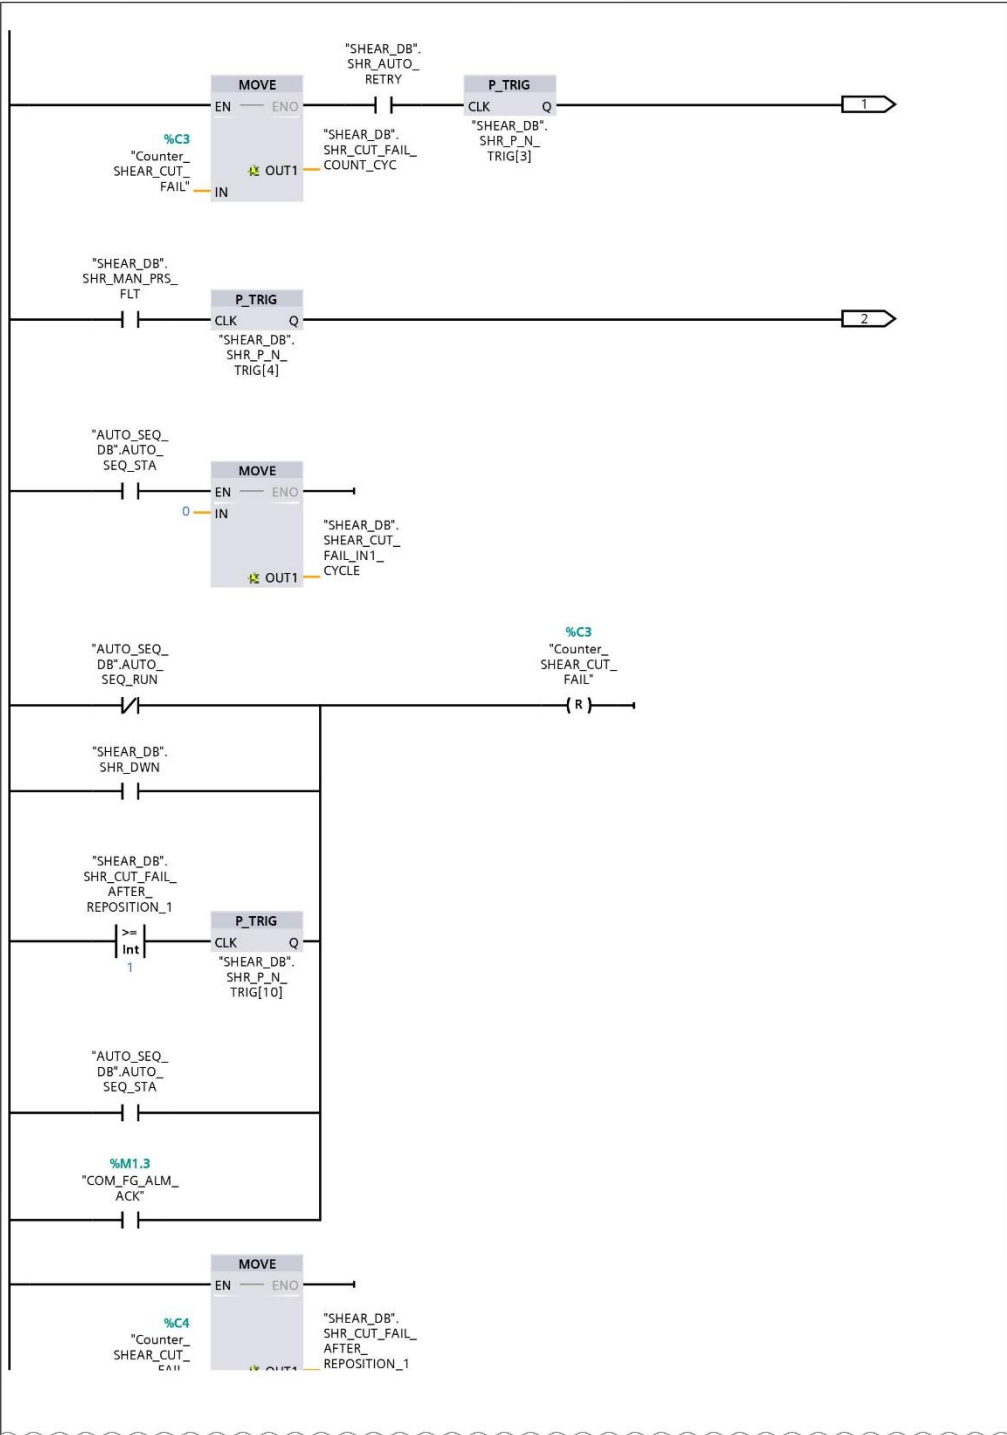 "SHEAR_DB".
SHR_AUTO_
RETRY
MOVE
P_TRIG
EN
ENO
CLK
Q
1
%C3
"Counter_
SHEAR_CUT_
FAIL"
IN
OUT1
"SHEAR_DB".
SHR_CUT_FAIL_
COUNT_CYC
"SHEAR_DB".
SHR_P_N_
TRIG[3]
"SHEAR_DB".
SHR_MAN_PRS_
FLT
P_TRIG
CLK
Q
2
"SHEAR_DB".
SHR_P_N_
TRIG[4]
"AUTO_SEQ_
DB".AUTO_
SEQ_STA
MOVE
EN
ENO
0
IN
OUT1
"SHEAR_DB".
SHEAR_CUT_
FAIL_IN1_
CYCLE
"AUTO_SEQ_
DB".AUTO_
SEQ_RUN
%C3
"Counter_
SHEAR_CUT_
FAIL"
R
"SHEAR_DB".
SHR_DWN
"SHEAR_DB".
SHR_CUT_FAIL_
AFTER_
REPOSITION_1
>=
Int
1
P_TRIG
CLK
Q
"SHEAR_DB".
SHR_P_N_
TRIG[10]
"AUTO_SEQ_
DB".AUTO_
SEQ_STA
%M1.3
"COM_FG_ALM_
ACK"
MOVE
EN
ENO
%C4
"Counter_
SHEAR_CUT_
FAIL
OUT1
"SHEAR_DB".
SHR_CUT_FAIL_
AFTER_
REPOSITION_1